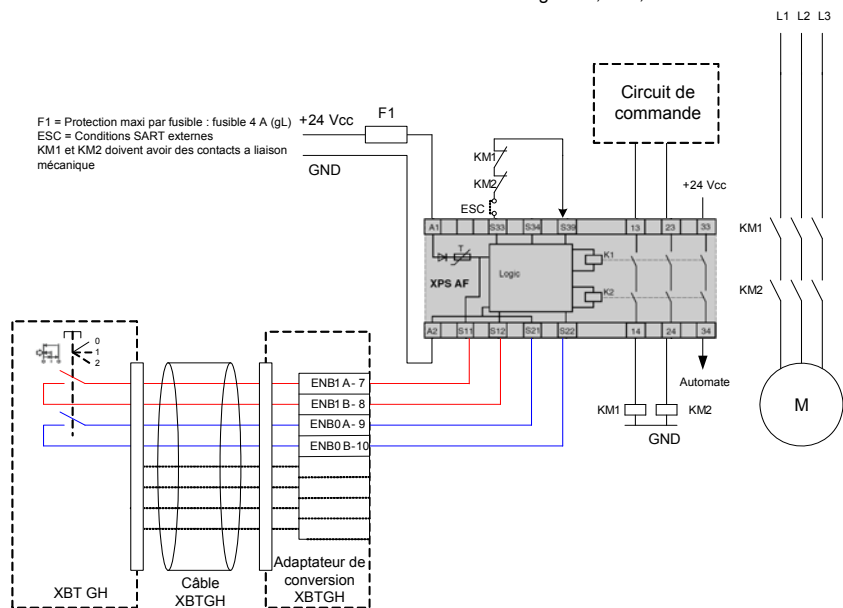 L1 L2 L3
Circuit de
commande
F1 = Protection maxi par fusible : fusible 4 A (gL)
ESC = Conditions SART externes
KM1 et KM2 doivent avoir des contacts a liaison
mécanique
+24 Vcc
F1
GND
KM1
KM2
ESC
+24 Vcc
KM1
KM2
A1 S33 S34 S39 13 23 33
T
XPS AF
Logic
K1
K2
A2 S11 S12 S21 S22 14 24 34
Automate
KM1 KM2
GND
M
0
1
2
ENB1 A- 7
ENB1 B- 8
ENB0 A- 9
ENB0 B-10
XBT GH
Câble
XBTGH
Adaptateur de
conversion
XBTGH